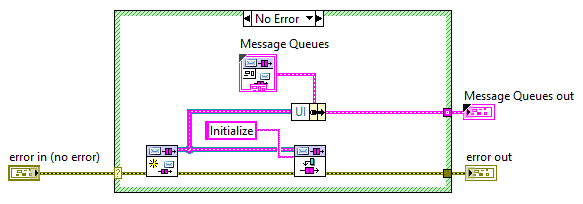 No Error
Message Queues
Message Queues out
UI
Initialize
error in (no error)
error out
?